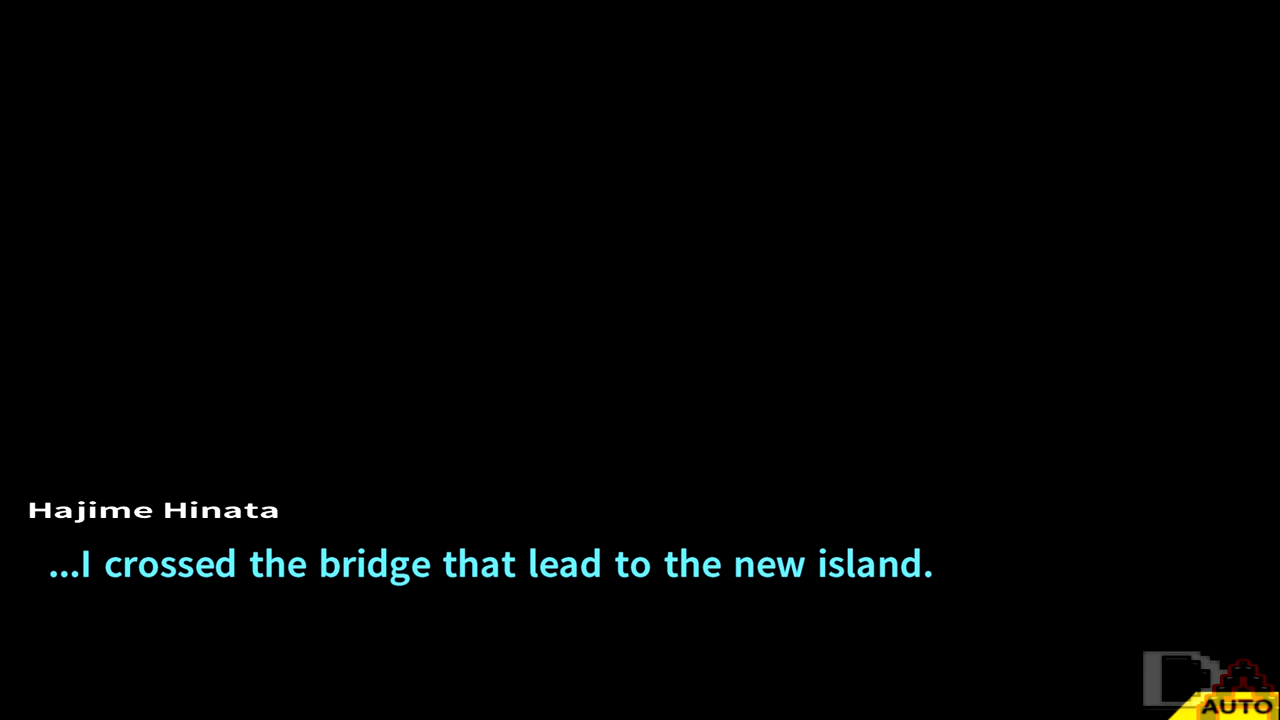 Hajime Hinata
...I crossed the bridge that lead to the new island.
AUTO